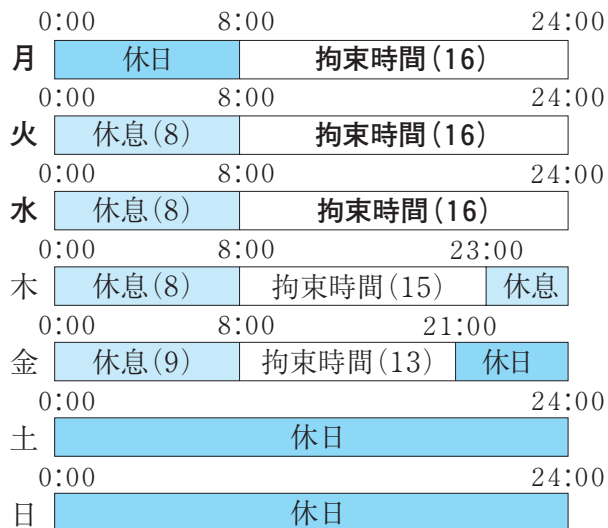 0:00 8:00 24:00
月 休日 拘束時間(16)
0:00 8:00 24:00
火 休息(8) 拘束時間(16)
0:00 8:00 24:00
水 休息(8) 拘束時間(16)
0:00 8:00 23:00
木 休息(8) 拘束時間(15) 休息
0:00 8:00 21:00
金 休息(9) 拘束時間(13) 休日
0:00 24:00
土 休日
0:00 24:00
日 休日